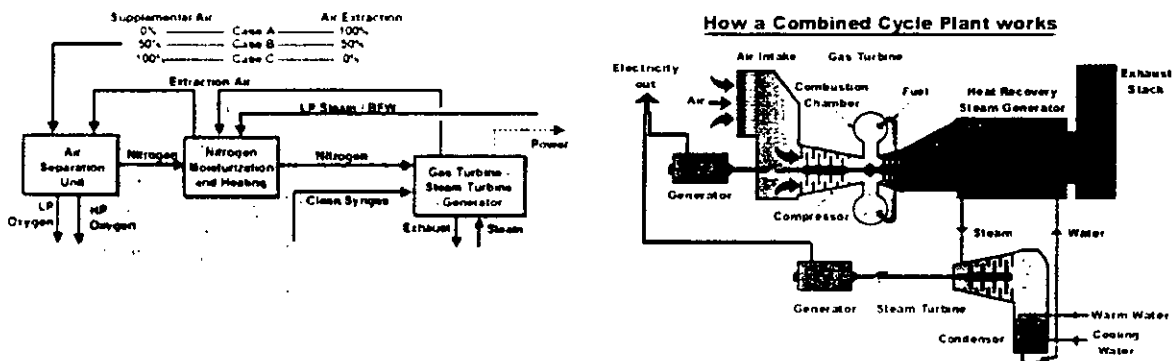 Supplemental Air
Air Extraction
0% Case A 100%
50% Case B 50%
100% Case C 0%
Extraction Air
LP Steam / BFW
Power
Air
Separation
Unit
Nitrogen
Nitrogen
Moisturization
and Heating
Nitrogen
Gas Turbine -
Steam Turbine
Generator
Clean Syngas
LP
Oxygen
HP
Oxygen
Exhaust
Steam
How a Combined Cycle Plant works
Electricity
out
Air Intake
Gas Turbine
Air
Combustion
Chamber
Fuel
Heat Recovery
Steam Generator
Exhaust
Stack
Generator
Compressor
Steam
Water
Generator
Steam Turbine
Condensor
Warm Water
Cooling
Water